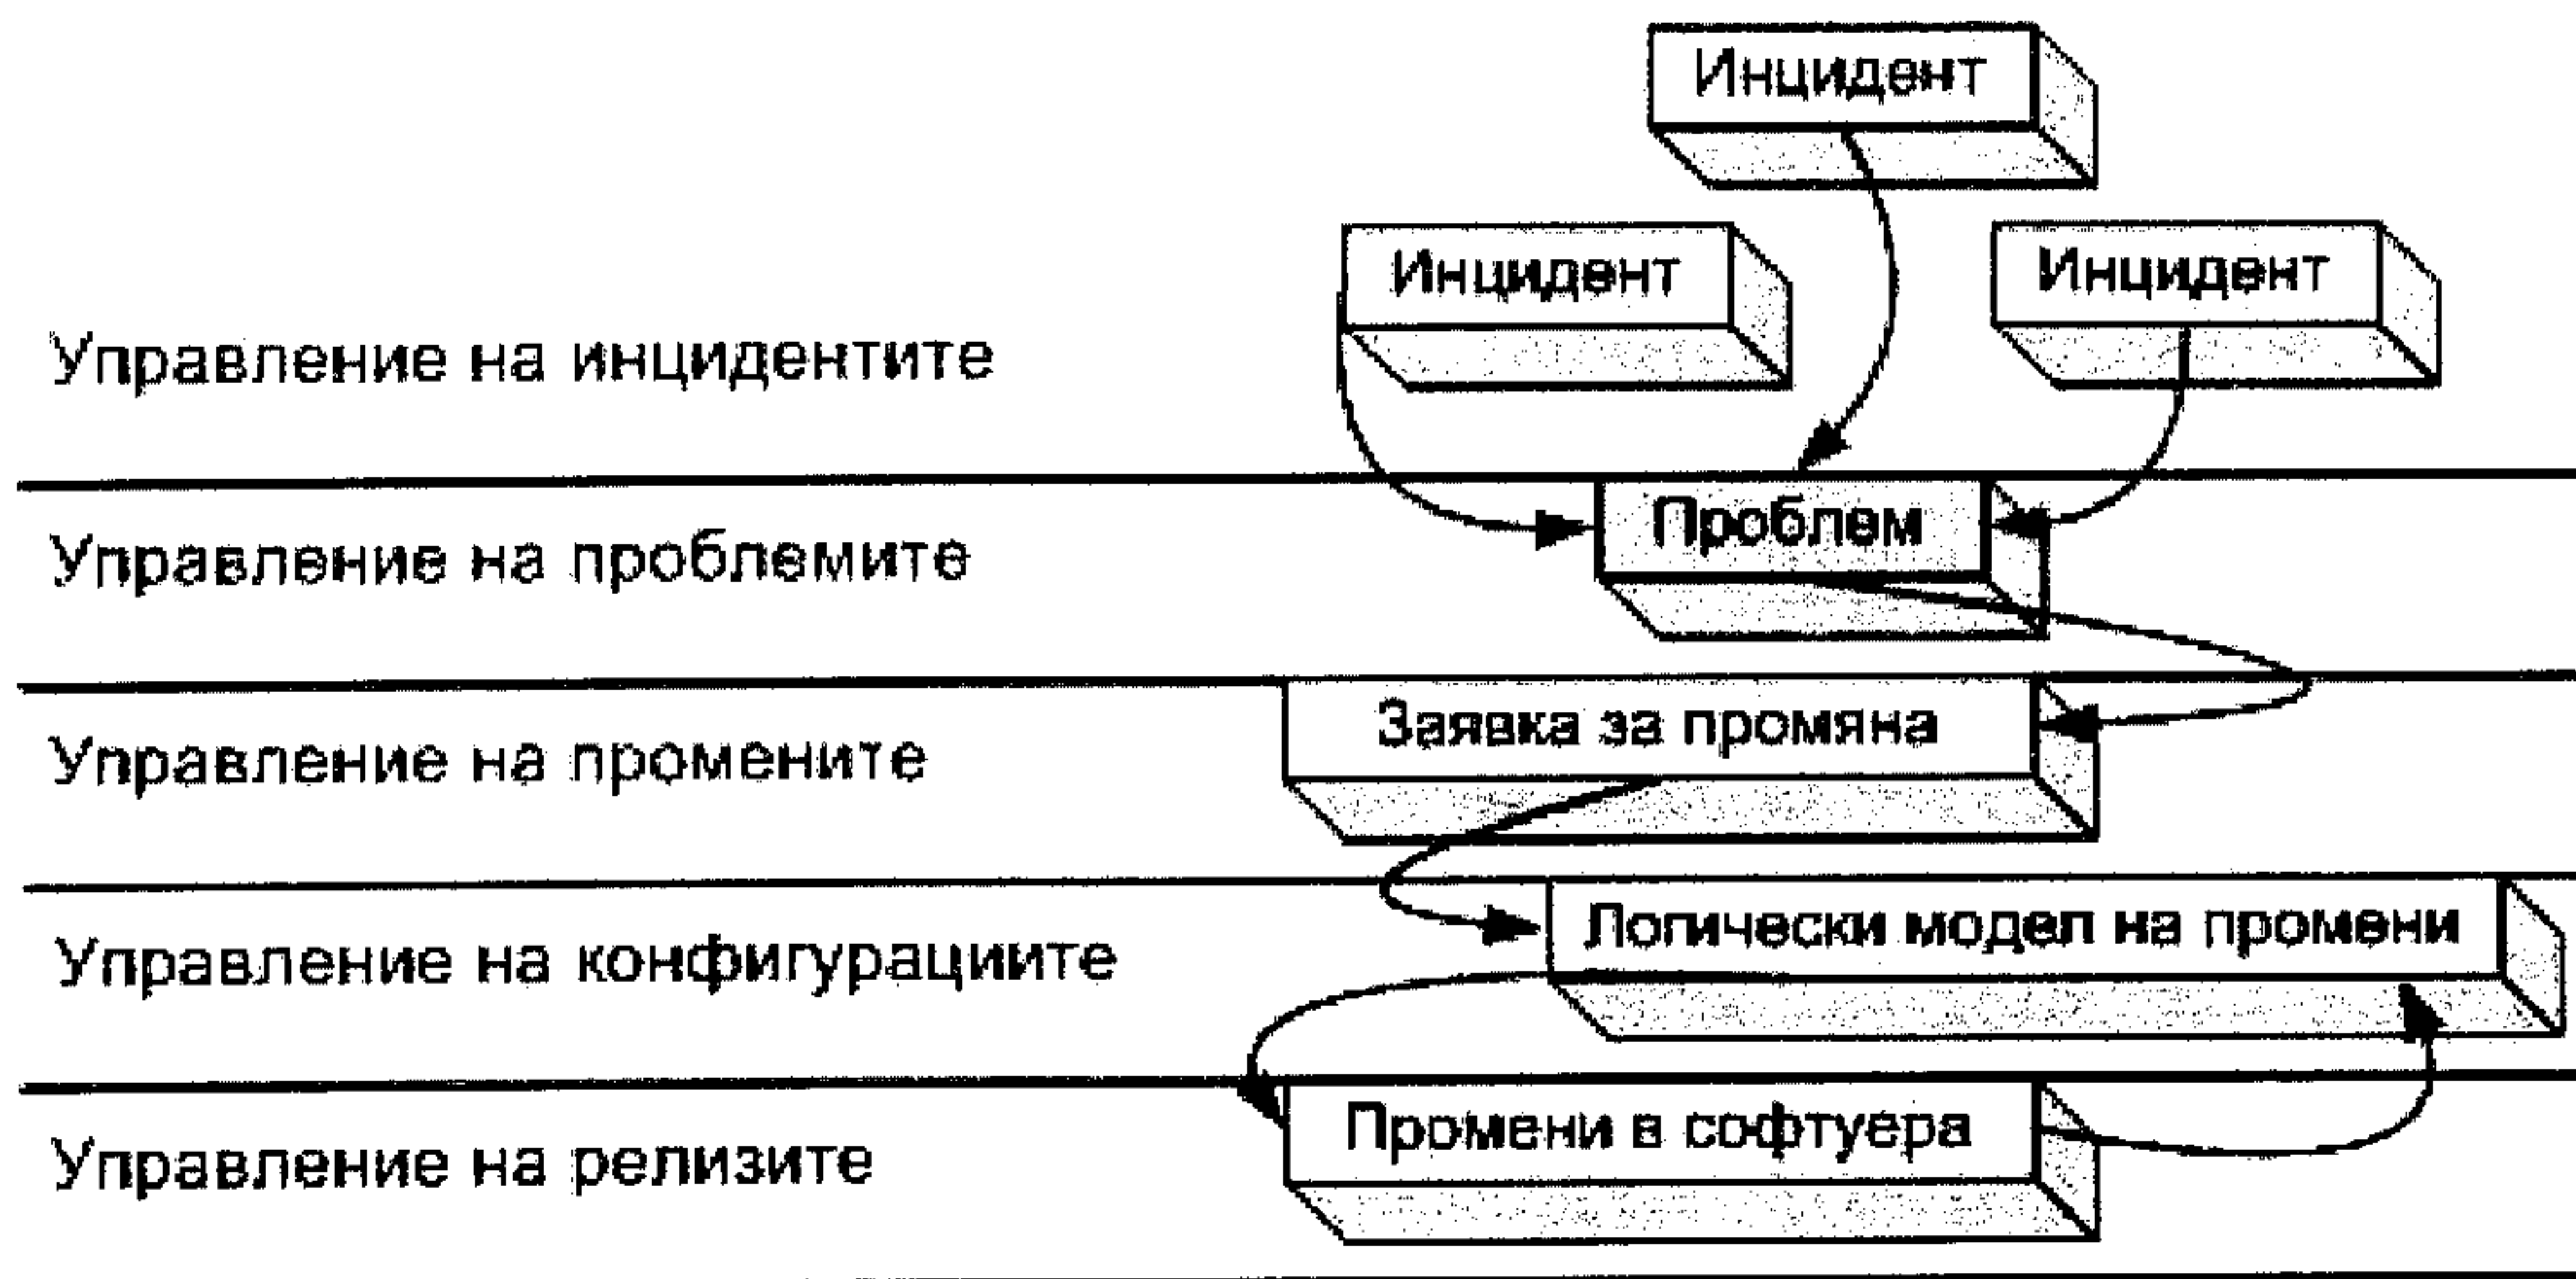 Инцидент
Инцидент
Инцидент
Управление на инцидентите
Проблем
Управление на проблемите
Заявка за промяна
Управление на промените
Логически модел на промени
Управление на конфигурациите
Промени в софтуера
Управление на релизите